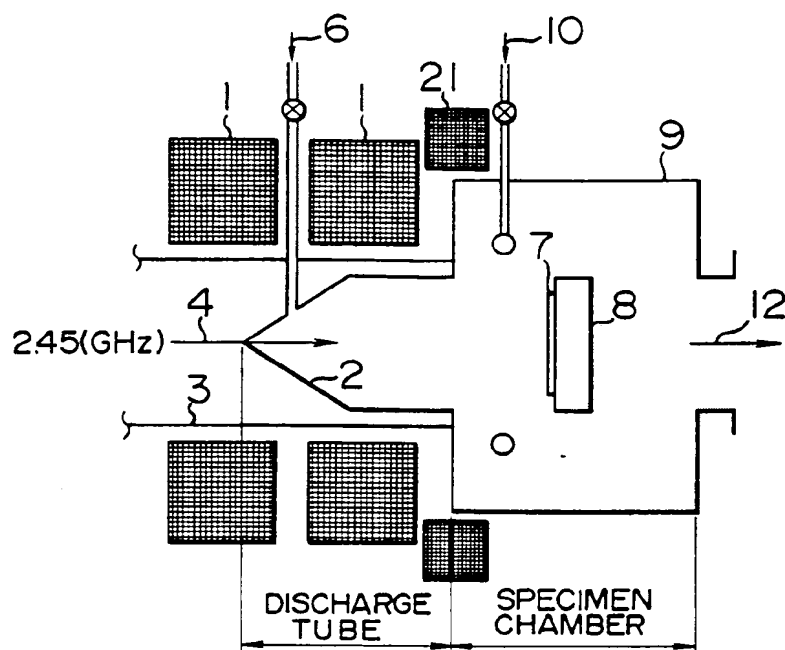 6
10
1
1
21
9
7
8
4
12
2.45(GHz)
2
3
DISCHARGE
TUBE
SPECIMEN
CHAMBER